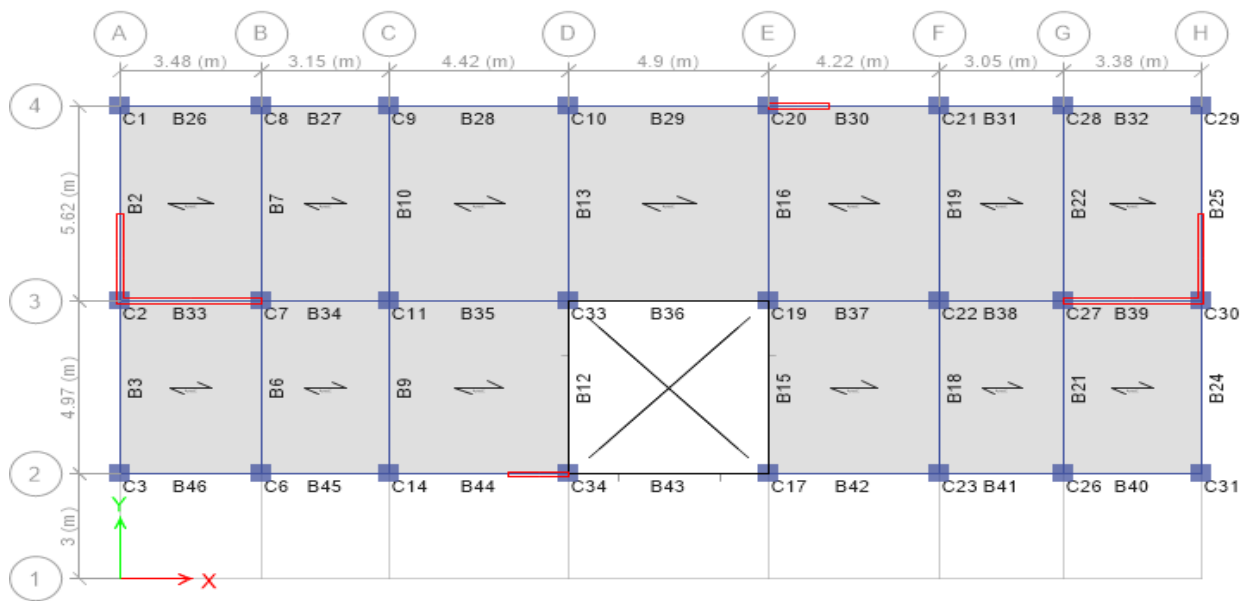 A B C D E F G H
3.48 (m) 3.15 (m) 4.42 (m) 4.9 (m) 4.22 (m) 3.05 (m) 3.38 (m)
4
C1 B26 C8 B27 C9 B28 C10 B29 C20 B30 C21 B31 C28 B32 C29
5.62 (m)
B2 B7 B10 B13 B16 B19 B22 B25
3
C2 B33 C7 B34 C11 B35 C33 B36 C19 B37 C22 B38 C27 B39 C30
4.97 (m)
B3 B6 B9 B12 B15 B18 B21 B24
2
C3 B46 C6 B45 C14 B44 C34 B43 C17 B42 C23 B41 C26 B40 C31
3 (m)
Y
X
1